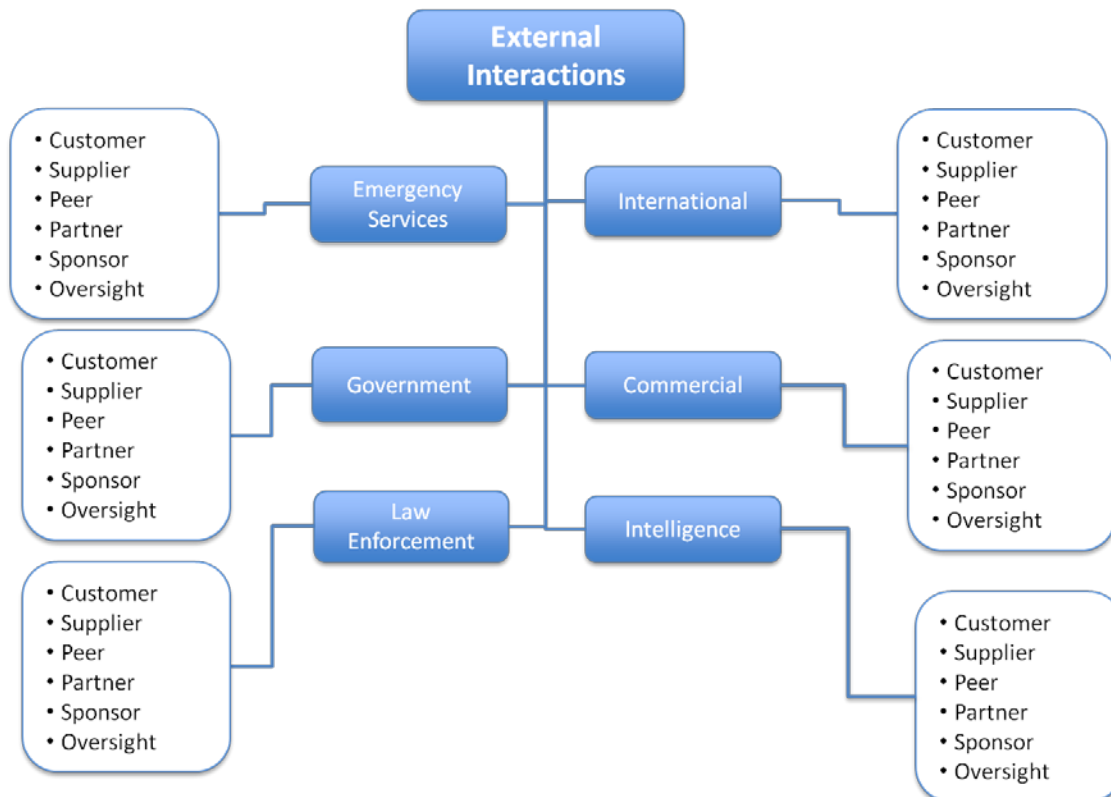 External
Interactions
• Customer
• Supplier
• Peer
• Partner
• Sponsor
• Oversight
Emergency
Services
International
• Customer
• Supplier
• Peer
• Partner
• Sponsor
• Oversight
• Customer
• Supplier
• Peer
• Partner
• Sponsor
• Oversight
Government
Commercial
• Customer
• Supplier
• Peer
• Partner
• Sponsor
• Oversight
• Customer
• Supplier
• Peer
• Partner
• Sponsor
• Oversight
Law
Enforcement
Intelligence
• Customer
• Supplier
• Peer
• Partner
• Sponsor
• Oversight